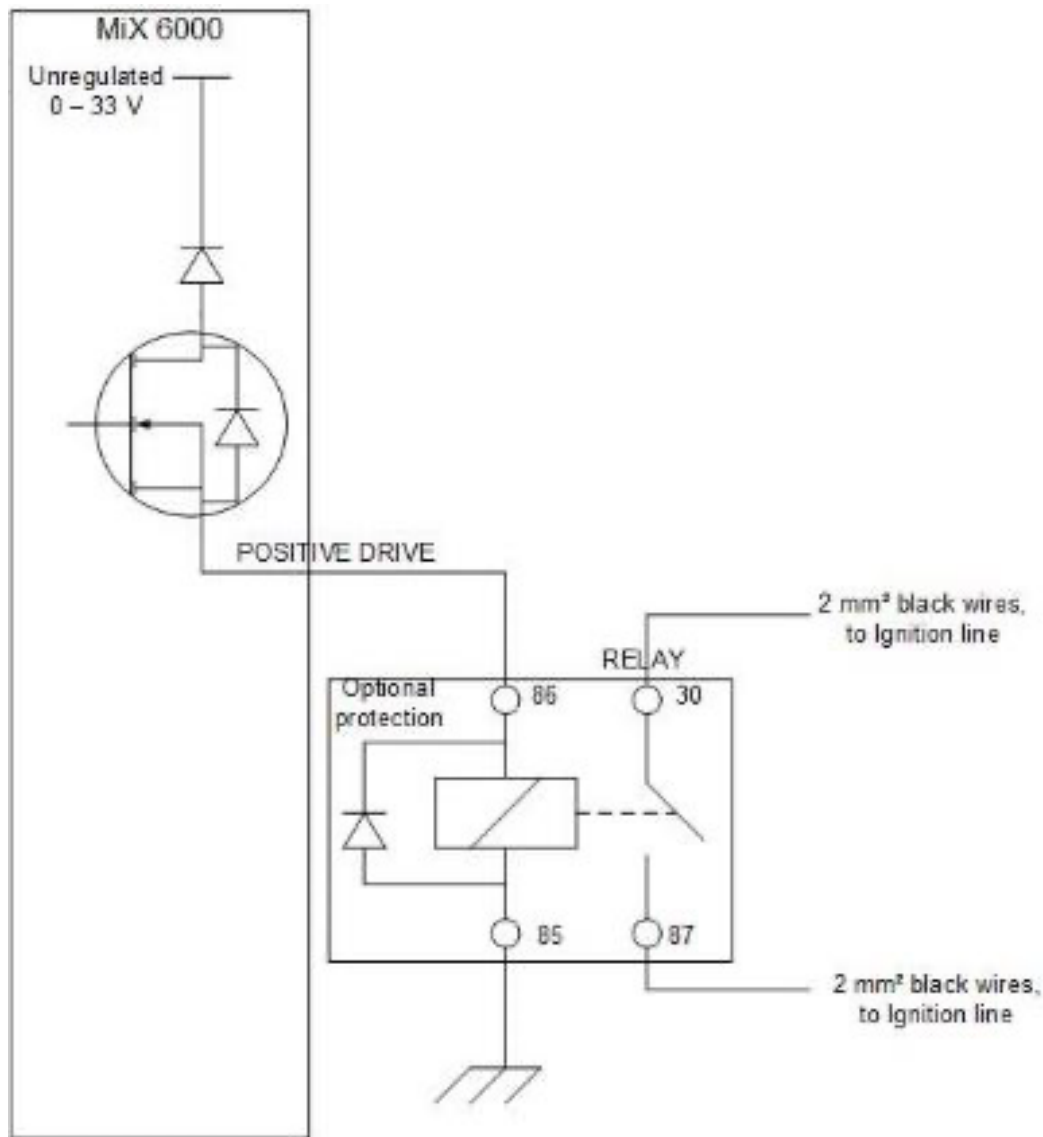 MiX 6000
Unregulated
0 – 33 V
POSITIVE DRIVE
2 mm² black wires,
to Ignition line
RELAY
Optional
protection
86
30
85
87
2 mm² black wires,
to Ignition line